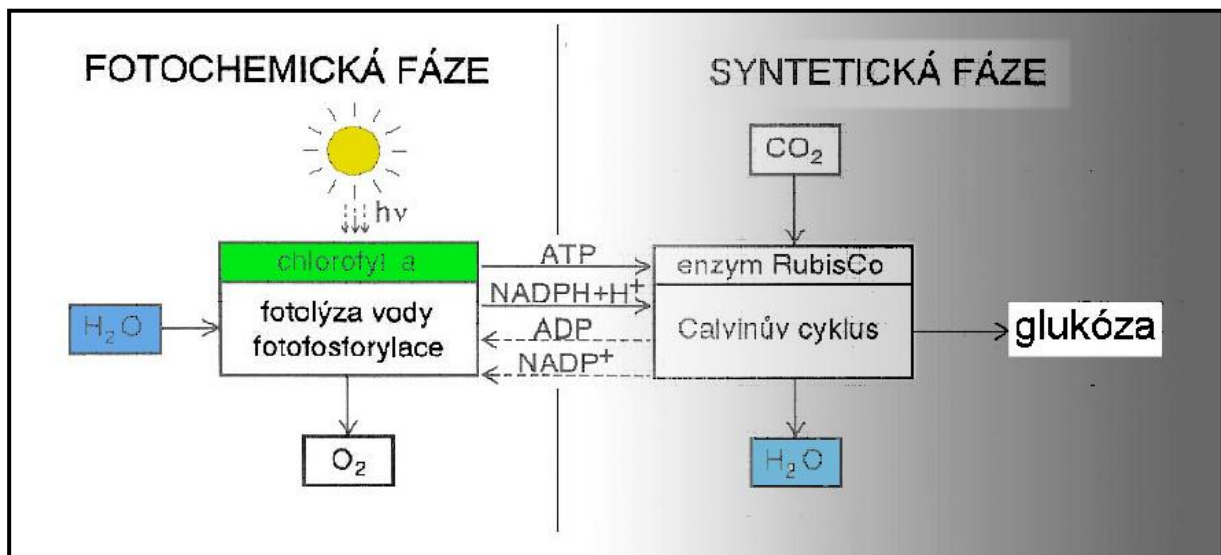 FOTOCHEMICKÁ FÁZE
SYNTETICKÁ FÁZE
hν
CO₂
chlorofyl a
fotolýza vody
fotofosforylace
H₂O
O₂
ATP
NADPH+H⁺
ADP
NADP⁺
enzym RubisCo
Calvinův cyklus
glukóza
H₂O